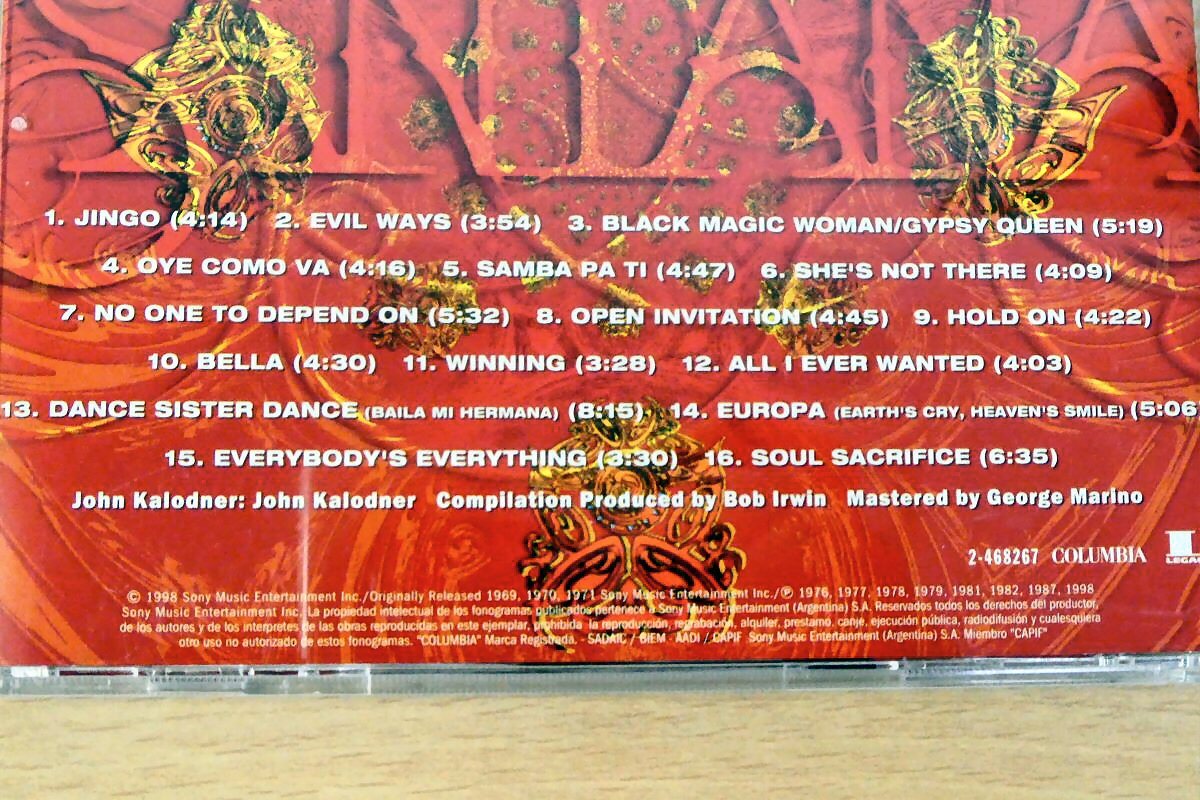 SANTANA
1. JINGO (4:14) 2. EVIL WAYS (3:54) 3. BLACK MAGIC WOMAN/GYPSY QUEEN (5:19)
4. OYE COMO VA (4:16) 5. SAMBA PA TI (4:47) 6. SHE'S NOT THERE (4:09)
7. NO ONE TO DEPEND ON (5:32) 8. OPEN INVITATION (4:45) 9. HOLD ON (4:22)
10. BELLA (4:30) 11. WINNING (3:28) 12. ALL I EVER WANTED (4:03)
13. DANCE SISTER DANCE (BAILA MI HERMANA) (8:15) 14. EUROPA (EARTH'S CRY, HEAVEN'S SMILE) (5:06
15. EVERYBODY'S EVERYTHING (3:30) 16. SOUL SACRIFICE (6:35)
John Kalodner: John Kalodner Compilation Produced by Bob Irwin Mastered by George Marino
2-468267 COLUMBIA LEGAC
© 1998 Sony Music Entertainment Inc./Originally Released 1969, 1970, 1971 Sony Music Entertainment Inc./℗ 1976, 1977, 1978, 1979, 1981, 1982, 1987, 1998
Sony Music Entertainment Inc. La propiedad intelectual de los fonogramas publicados pertenece a Sony Music Entertainment (Argentina) S.A. Reservados todos los derechos del productor,
de los autores y de los interpretes de las obras reproducidas en este ejemplar, prohibida la reproducción, regrabación, alquiler, prestamo, canje, ejecución pública, radiodifusión y cualesquiera
otro uso no autorizado de estos fonogramas. "COLUMBIA" Marca Registrada. - SADAIC / BIEM - AADI / CAPIF Sony Music Entertainment (Argentina) S.A. Miembro "CAPIF"